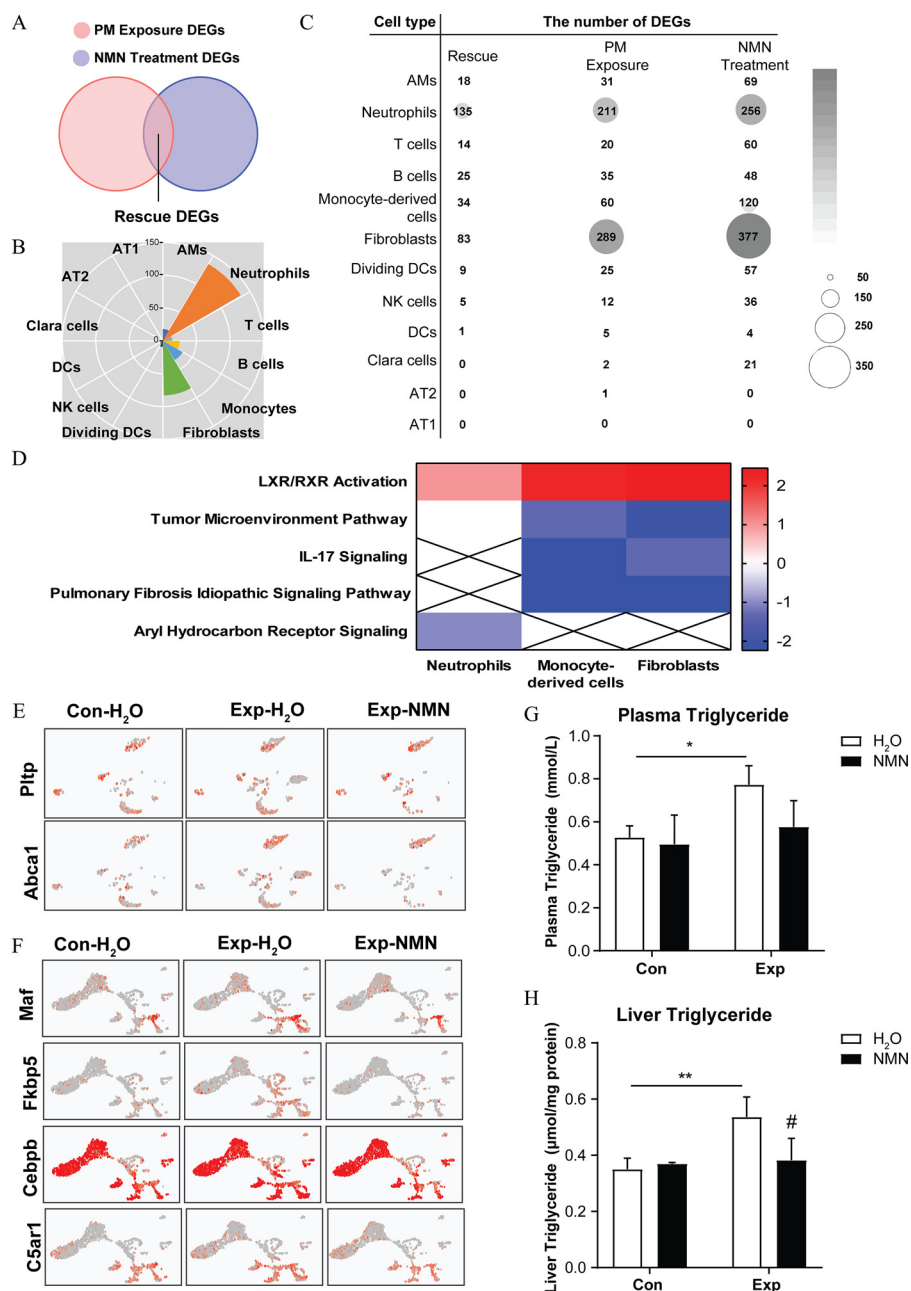 A
PM Exposure DEGs
NMN Treatment DEGs
Rescue DEGs
B
150
100
50
0
AT1
AMs
AT2
Neutrophils
Clara cells
T cells
DCs
B cells
NK cells
Monocytes
Dividing DCs
Fibroblasts
C
Cell type The number of DEGs
Rescue PM Exposure NMN Treatment
AMs 18 31 69
Neutrophils 135 211 256
T cells 14 20 60
B cells 25 35 48
Monocyte-derived cells 34 60 120
Fibroblasts 83 289 377
Dividing DCs 9 25 57
NK cells 5 12 36
DCs 1 5 4
Clara cells 0 2 21
AT2 0 1 0
AT1 0 0 0
50
150
250
350
D
LXR/RXR Activation
Tumor Microenvironment Pathway
IL-17 Signaling
Pulmonary Fibrosis Idiopathic Signaling Pathway
Aryl Hydrocarbon Receptor Signaling
Neutrophils
Monocyte-derived cells
Fibroblasts
2
1
0
-1
-2
E
Con-H₂O Exp-H₂O Exp-NMN
Pltp
Abca1
F
Con-H₂O Exp-H₂O Exp-NMN
Maf
Fkbp5
Cebpb
C5ar1
G
Plasma Triglyceride
H₂O
NMN
Plasma Triglyceride (mmol/L)
1.0
0.8
0.6
0.4
0.2
0.0
*
Con Exp
H
Liver Triglyceride
H₂O
NMN
Liver Triglyceride (μmol/mg protein)
0.8
0.6
0.4
0.2
0.0
**
#
Con Exp